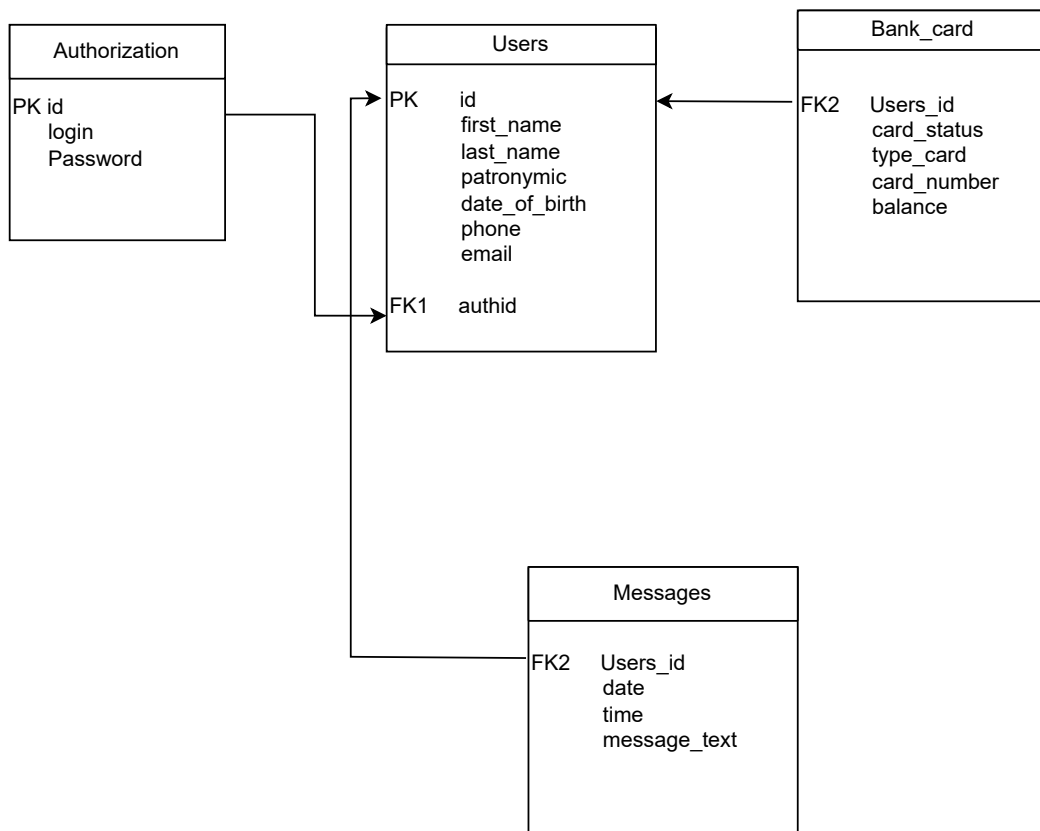 Authorization
PK id
login
Password
Users
PK id
first_name
last_name
patronymic
date_of_birth
phone
email
FK1 authid
Bank_card
FK2 Users_id
card_status
type_card
card_number
balance
Messages
FK2 Users_id
date
time
message_text